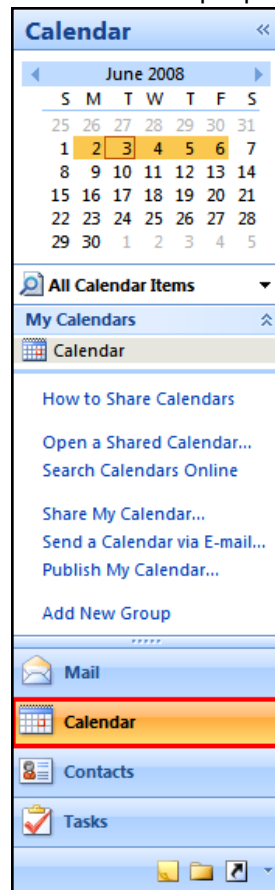 Calendar «
June 2008
S M T W T F S
25 26 27 28 29 30 31
1 2 3 4 5 6 7
8 9 10 11 12 13 14
15 16 17 18 19 20 21
22 23 24 25 26 27 28
29 30 1 2 3 4 5
All Calendar Items
My Calendars
Calendar
How to Share Calendars
Open a Shared Calendar...
Search Calendars Online
Share My Calendar...
Send a Calendar via E-mail...
Publish My Calendar...
Add New Group
Mail
Calendar
Contacts
Tasks